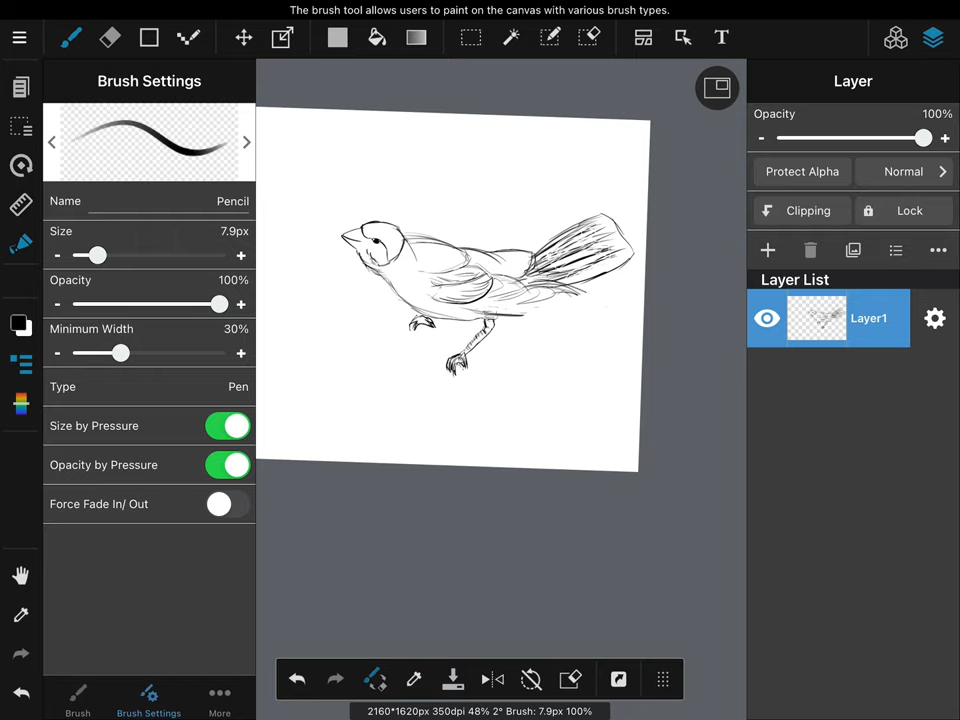 The brush tool allows users to paint on the canvas with various brush types.
T
Brush Settings
Name Pencil
Size 7.9px
- +
Opacity 100%
- +
Minimum Width 30%
- +
Type Pen
Size by Pressure
Opacity by Pressure
Force Fade In/ Out
Brush Brush Settings More
Layer
Opacity 100%
- +
Protect Alpha Normal
Clipping Lock
Layer List
Layer1
2160*1620px 350dpi 48% 2° Brush: 7.9px 100%